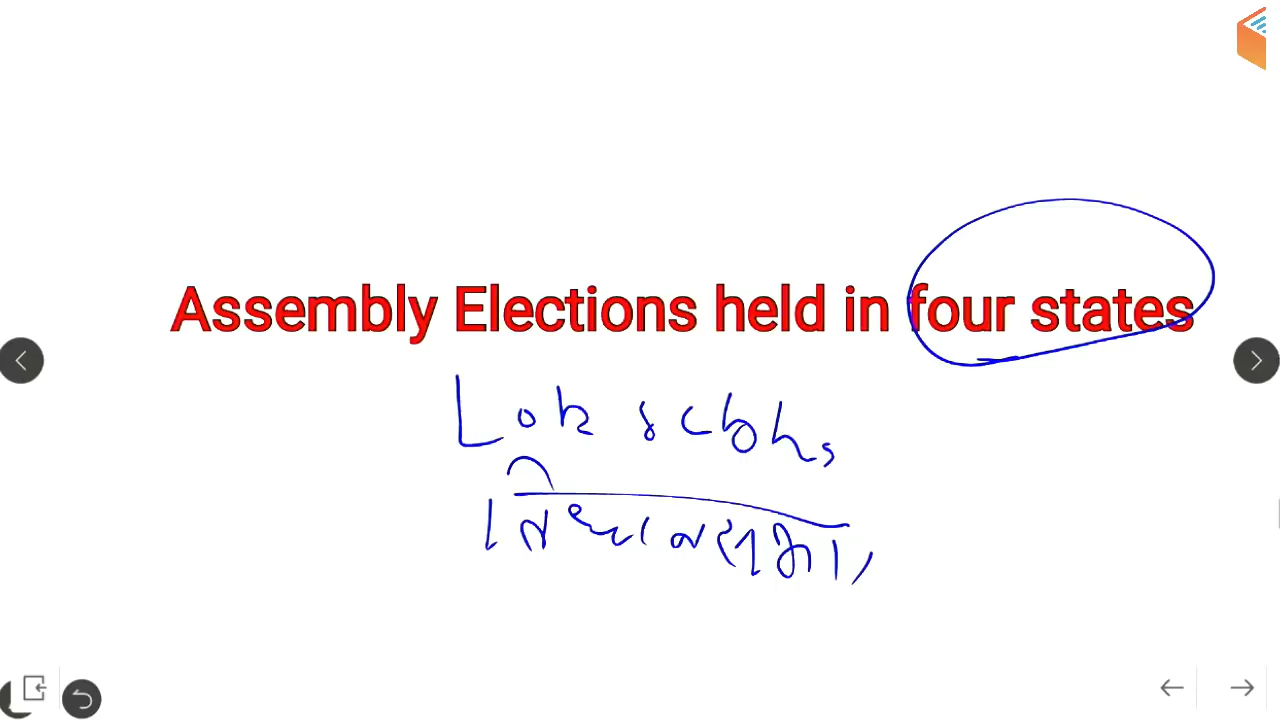 Assembly Elections held in four states
Lok sabha
विधानसभा